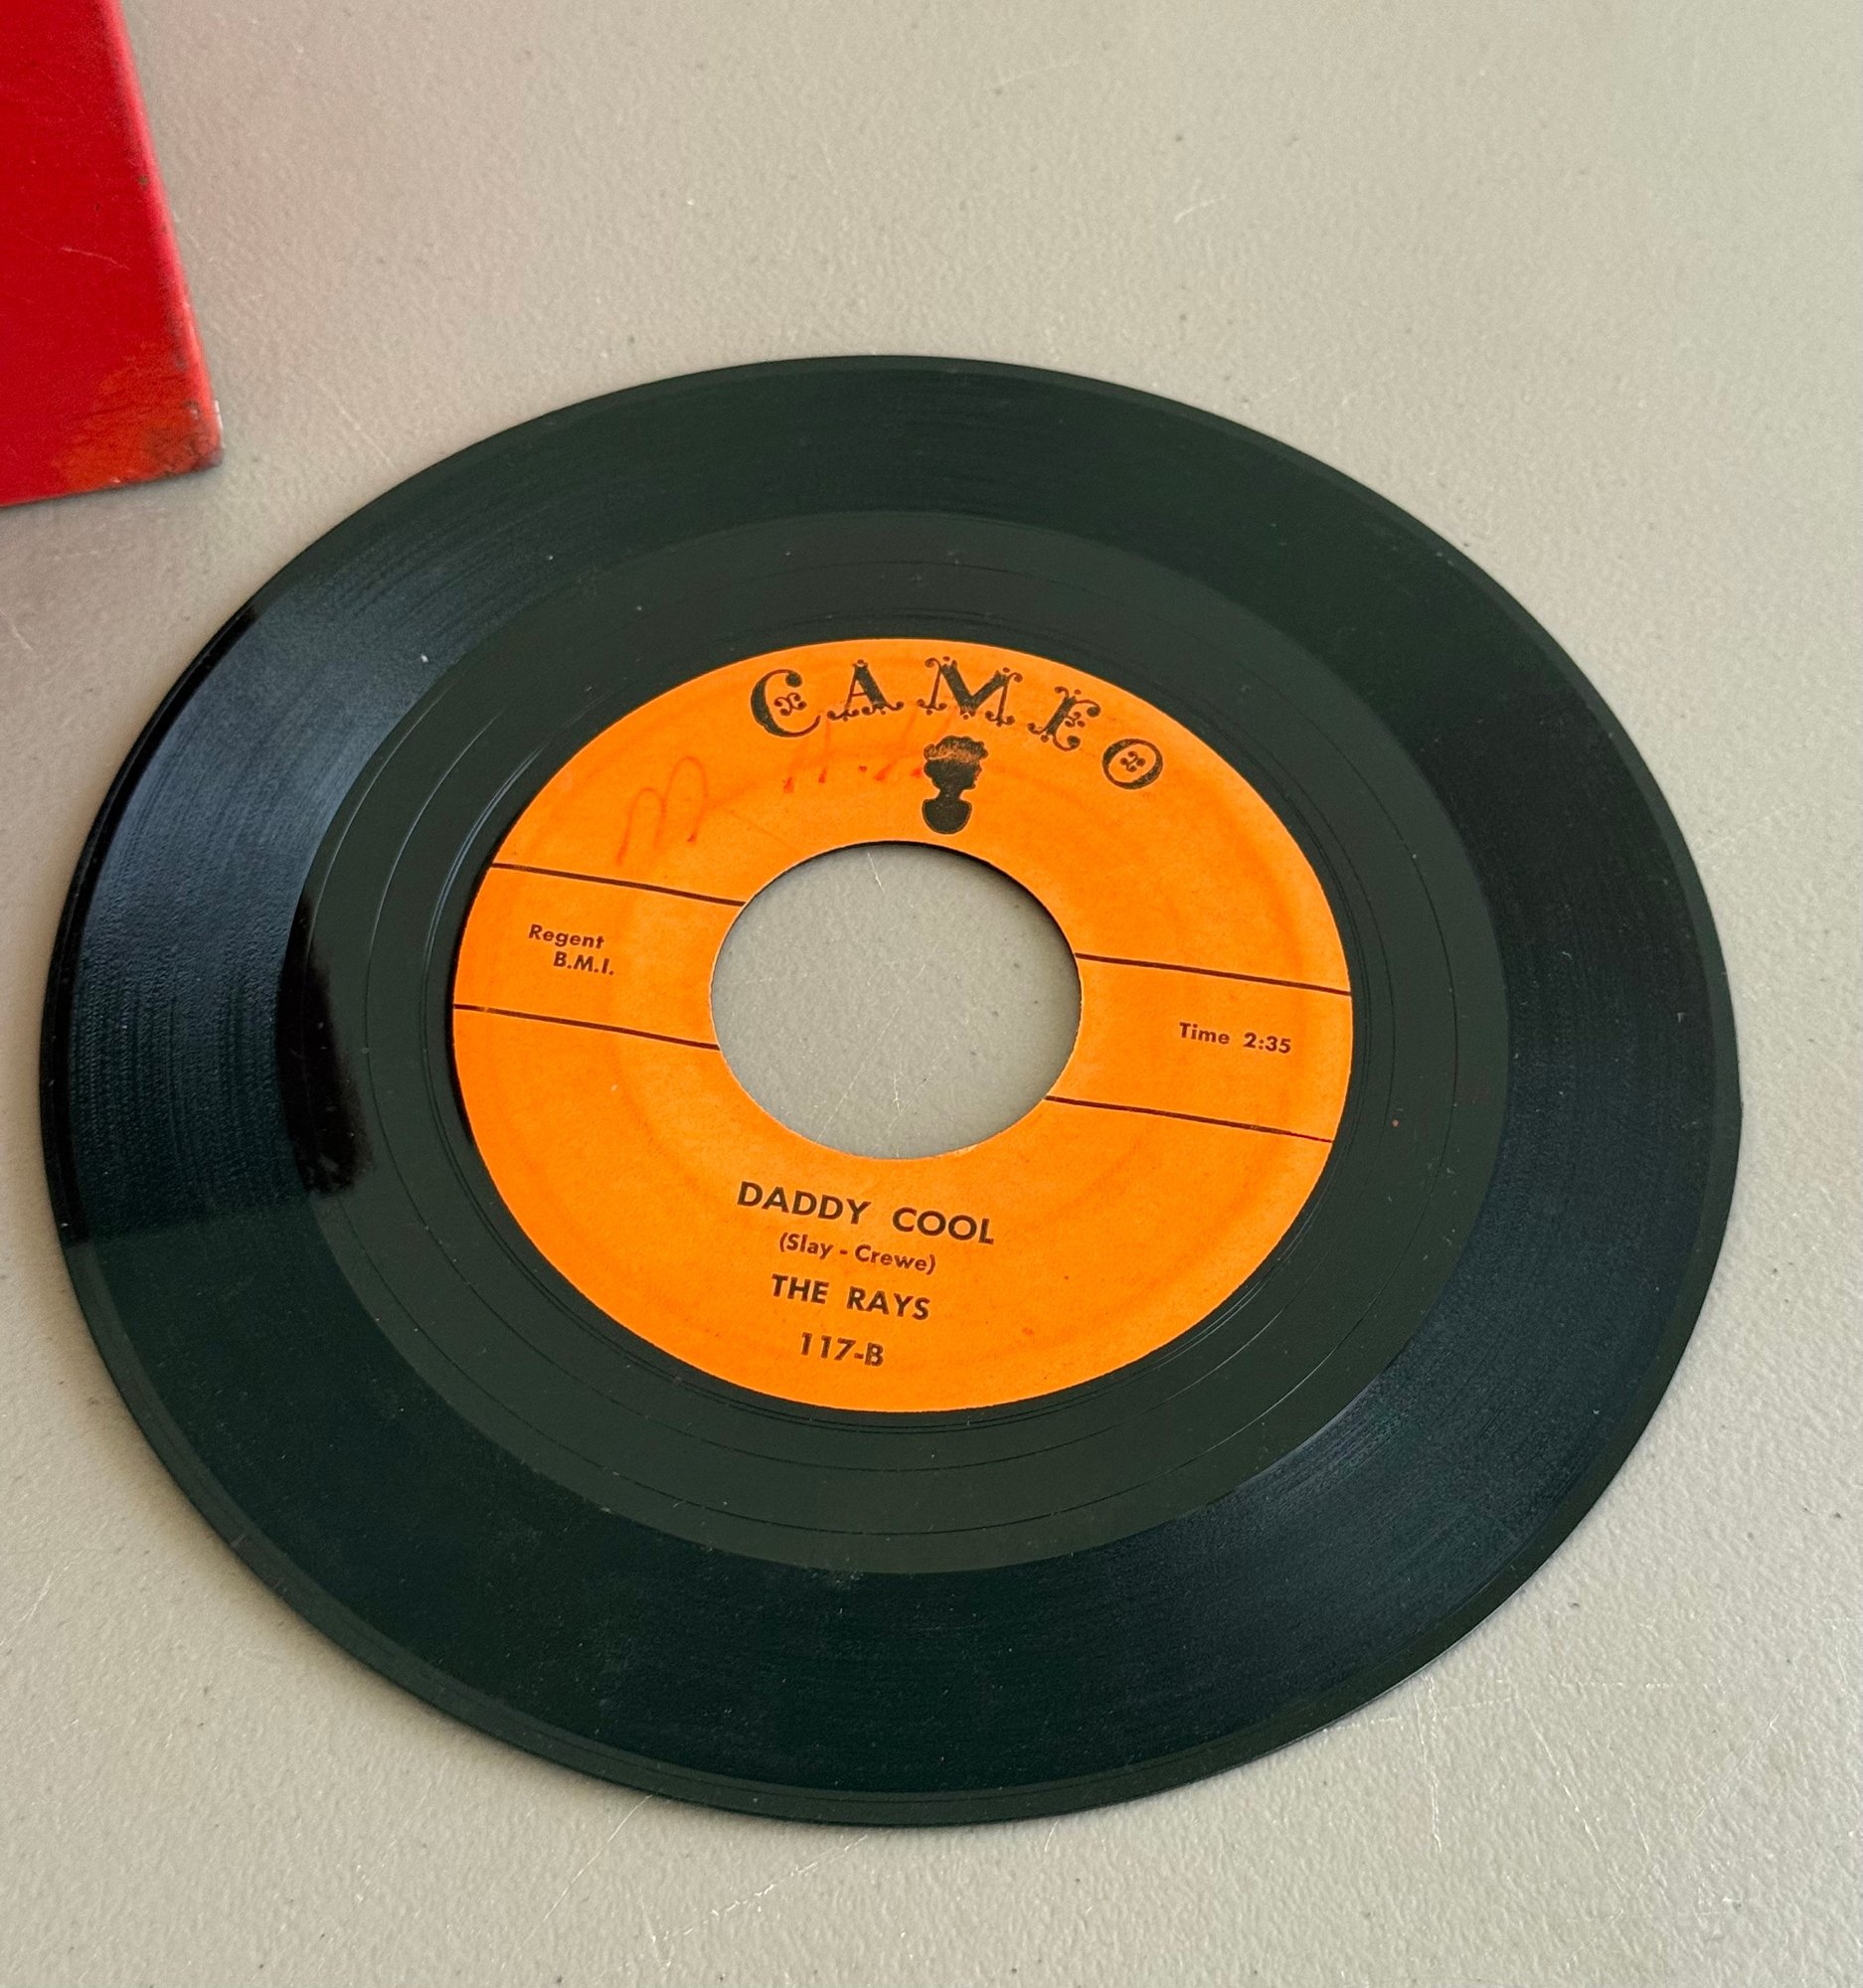 CAMEO
Regent
B.M.I.
Time 2:35
DADDY COOL
(Slay - Crewe)
THE RAYS
117-B